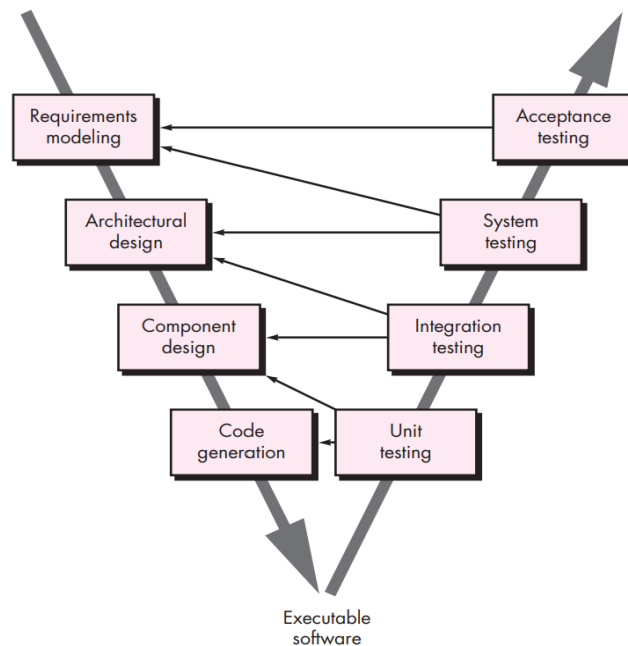 Requirements
modeling
Acceptance
testing
Architectural
design
System
testing
Component
design
Integration
testing
Code
generation
Unit
testing
Executable
software